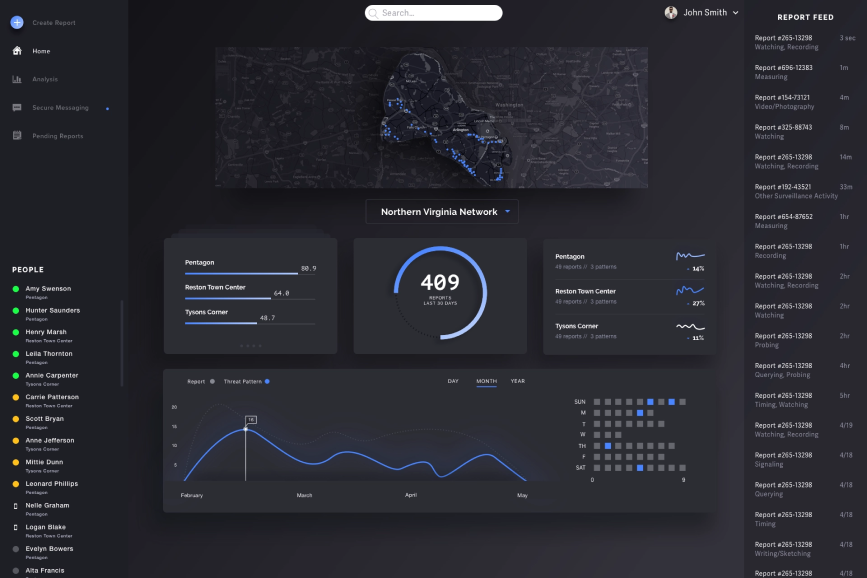 Create Report
Home
Analysis
Secure Messaging
Pending Reports
PEOPLE
Amy Swenson
Pentagon
Hunter Saunders
Pentagon
Henry Marsh
Reston Town Center
Leila Thornton
Pentagon
Annie Carpenter
Tysons Corner
Carrie Patterson
Reston Town Center
Scott Bryan
Pentagon
Anne Jefferson
Tysons Corner
Mittie Dunn
Tysons Corner
Leonard Phillips
Pentagon
Nelle Graham
Pentagon
Logan Blake
Reston Town Center
Evelyn Bowers
Pentagon
Alta Francis
Search...
John Smith
Washington
Arlington
Northern Virginia Network
Pentagon
80.9
Reston Town Center
64.0
Tysons Corner
48.7
409
REPORTS
LAST 30 DAYS
Pentagon
49 reports // 3 patterns
14%
Reston Town Center
49 reports // 3 patterns
27%
Tysons Corner
49 reports // 3 patterns
11%
Report
Threat Pattern
DAY
MONTH
YEAR
20
15
10
5
February
March
April
May
SUN
M
T
W
TH
F
SAT
0
9
REPORT FEED
Report #265-13298
3 sec
Watching, Recording
Report #696-12383
1m
Measuring
Report #154-73121
4m
Video/Photography
Report #325-88743
8m
Watching
Report #265-13298
14m
Watching, Recording
Report #192-43521
33m
Other Surveillance Activity
Report #654-87652
1hr
Measuring
Report #265-13298
1hr
Recording
Report #265-13298
2hr
Watching, Recording
Report #265-13298
2hr
Watching
Report #265-13298
2hr
Probing
Report #265-13298
4hr
Querying, Probing
Report #265-13298
5hr
Timing, Watching
Report #265-13298
4/19
Watching, Recording
Report #265-13298
4/18
Signaling
Report #265-13298
4/18
Querying
Report #265-13298
4/18
Timing
Report #265-13298
4/18
Writing/Sketching
Report #265-13298
4/18